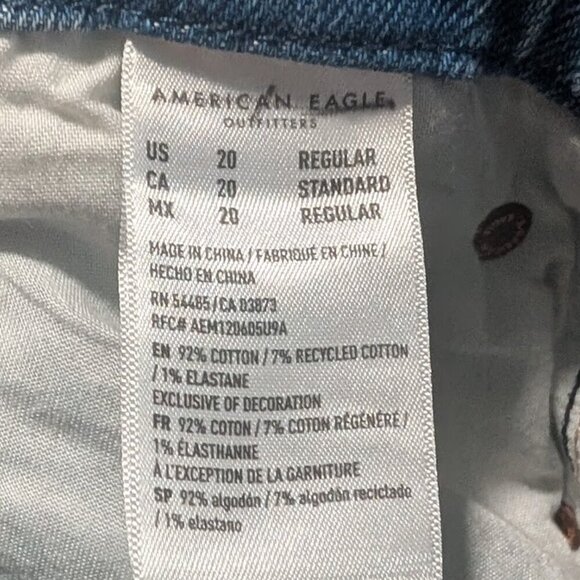 AMERICAN EAGLE
OUTFITTERS
US 20 REGULAR
CA 20 STANDARD
MX 20 REGULAR
MADE IN CHINA / FABRIQUÉ EN CHINE /
HECHO EN CHINA
RN 54485 / CA 03873
RFC# AEM120605U9A
EN 92% COTTON / 7% RECYCLED COTTON
/ 1% ELASTANE
EXCLUSIVE OF DECORATION
FR 92% COTON / 7% COTON RÉGÉNÉRÉ /
1% ÉLASTHANNE
À L'EXCEPTION DE LA GARNITURE
SP 92% algodón / 7% algodón reciclado
/ 1% elastano